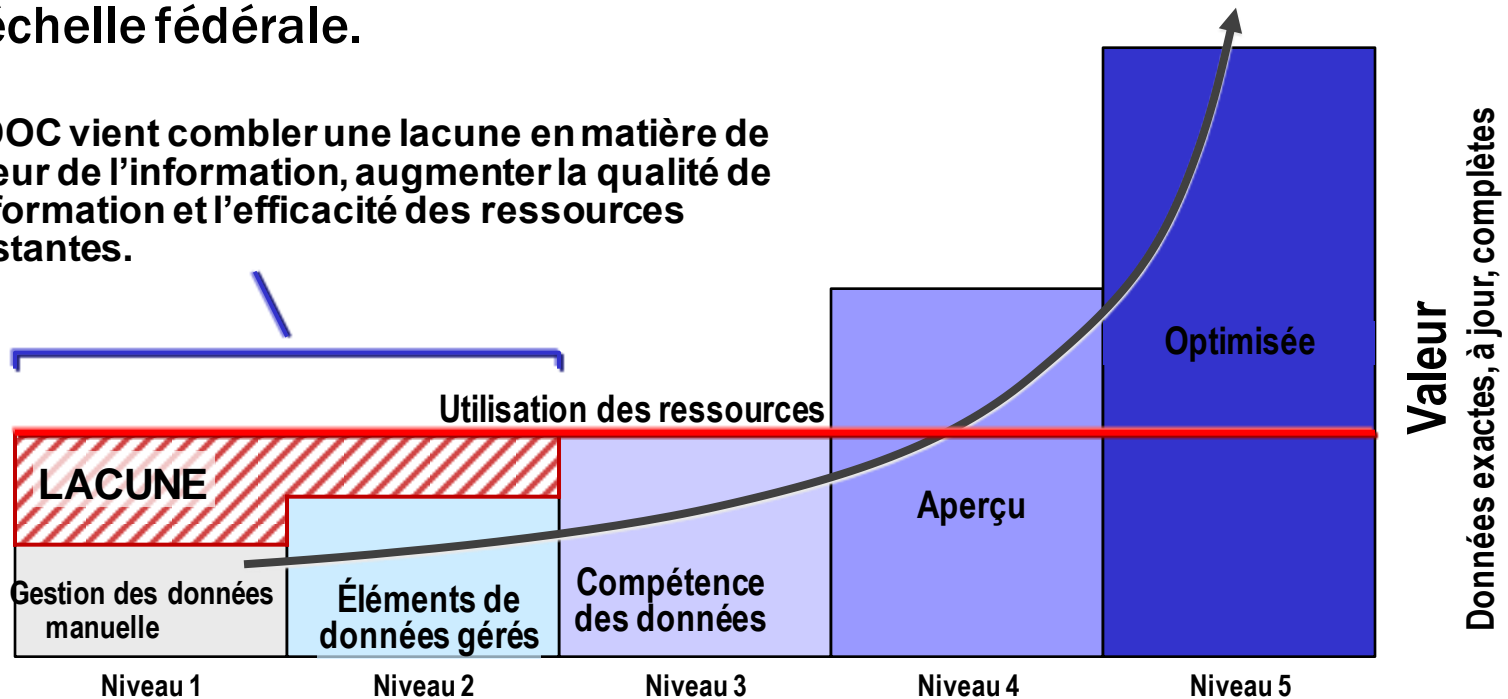 échelle fédérale.
DOC vient combler une lacune en matière de
eur de l’information, augmenter la qualité de
formation et l’efficacité des ressources
stantes.
Utilisation des ressources
LACUNE
Gestion des données
manuelle
Éléments de
données gérés
Compétence
des données
Aperçu
Optimisée
Niveau 1
Niveau 2
Niveau 3
Niveau 4
Niveau 5
Valeur
Données exactes, à jour, complètes